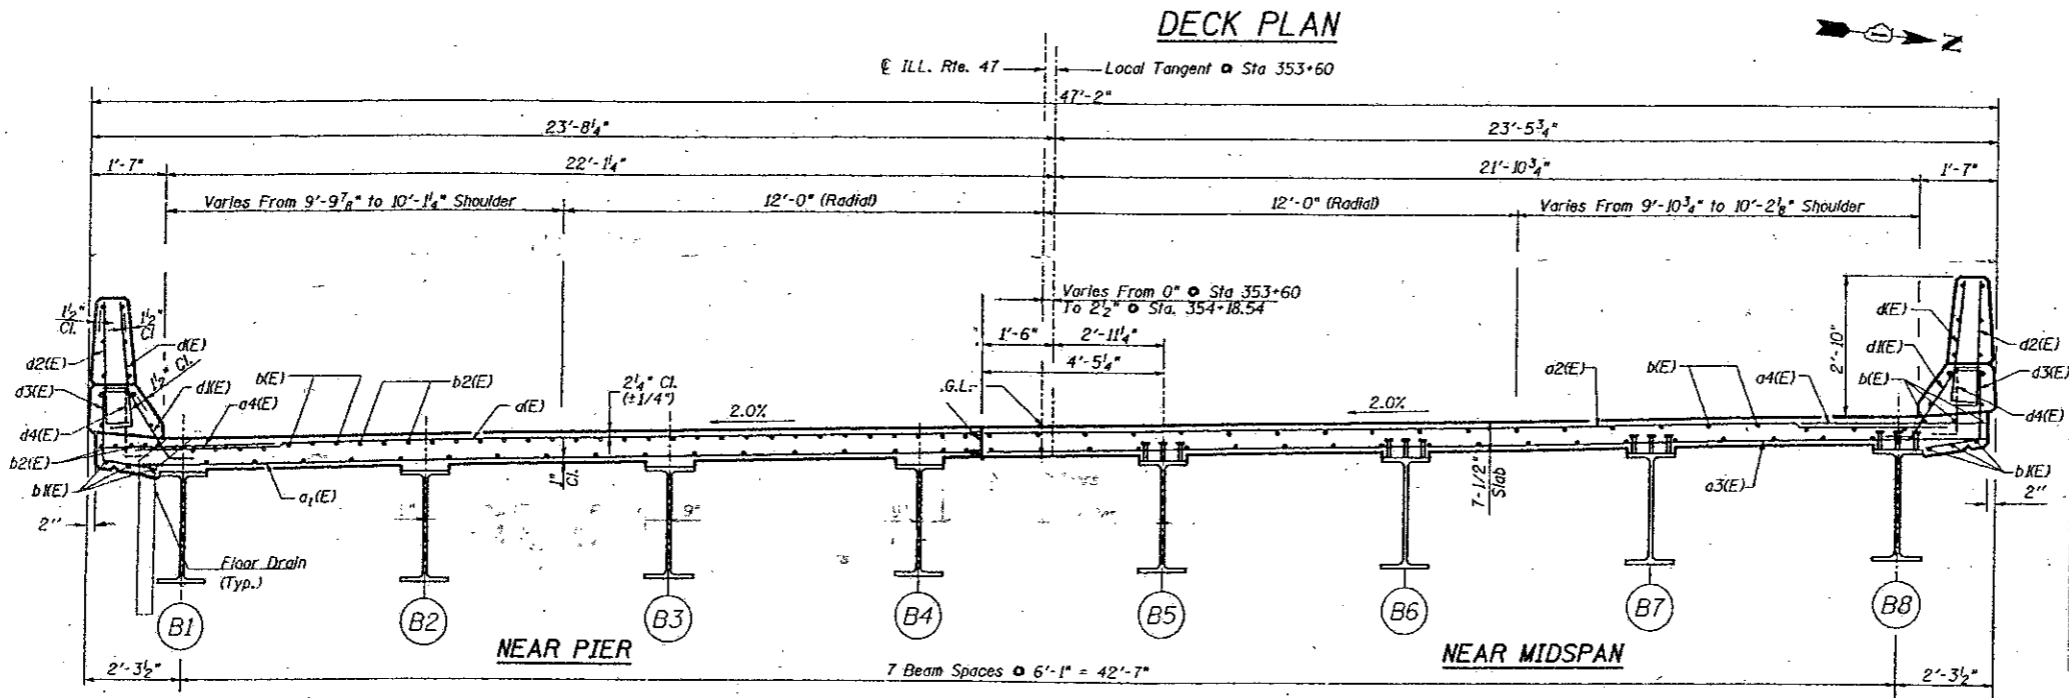 DECK PLAN
N
℄ ILL. Rte. 47
Local Tangent @ Sta 353+60
47'-2"
23'-8¼"
23'-5¾"
1'-7"
22'-1¼"
21'-10¾"
1'-7"
Varies From 9'-9⅞" to 10'-1¼" Shoulder
12'-0" (Radial)
12'-0" (Radial)
Varies From 9'-10¾" to 10'-2⅛" Shoulder
Varies From 0" @ Sta 353+60
To 2½" @ Sta. 354+18.54
1½"
Cl.
1½"
Cl.
1½" Cl.
d(E)
d2(E)
d3(E)
d1(E)
d4(E)
a4(E)
b2(E)
b1(E)
2"
b(E)
b2(E)
a(E)
2¼" Cl.
(±1/4")
2.0%
G.L.
1'-6"
2'-11¼"
4'-5¼"
2.0%
a2(E)
b(E)
a4(E)
2'-10"
d(E)
d1(E)
b(E)
d2(E)
d3(E)
d4(E)
b1(E)
2"
a1(E)
1"
Cl.
1"
9"
7-1/2"
Slab
a3(E)
Floor Drain
(Typ.)
B1
B2
B3
B4
B5
B6
B7
B8
NEAR PIER
NEAR MIDSPAN
2'-3½"
7 Beam Spaces @ 6'-1" = 42'-7"
2'-3½"